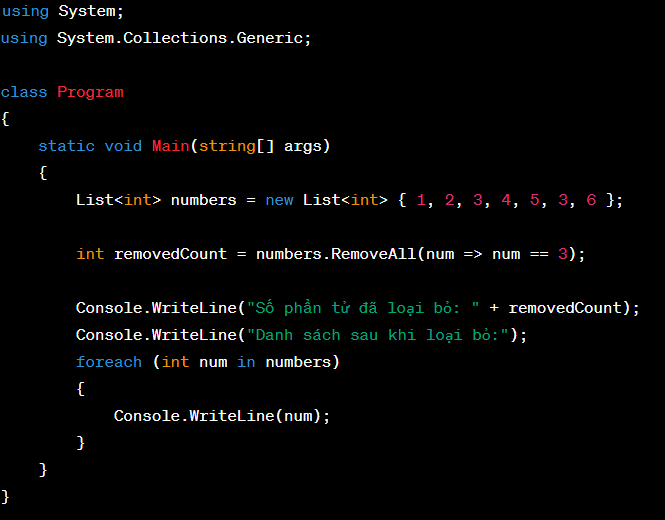 using System;
using System.Collections.Generic;
class Program
{
static void Main(string[] args)
{
List<int> numbers = new List<int> { 1, 2, 3, 4, 5, 3, 6 };
int removedCount = numbers.RemoveAll(num => num == 3);
Console.WriteLine("Số phần tử đã loại bỏ: " + removedCount);
Console.WriteLine("Danh sách sau khi loại bỏ:");
foreach (int num in numbers)
{
Console.WriteLine(num);
}
}
}